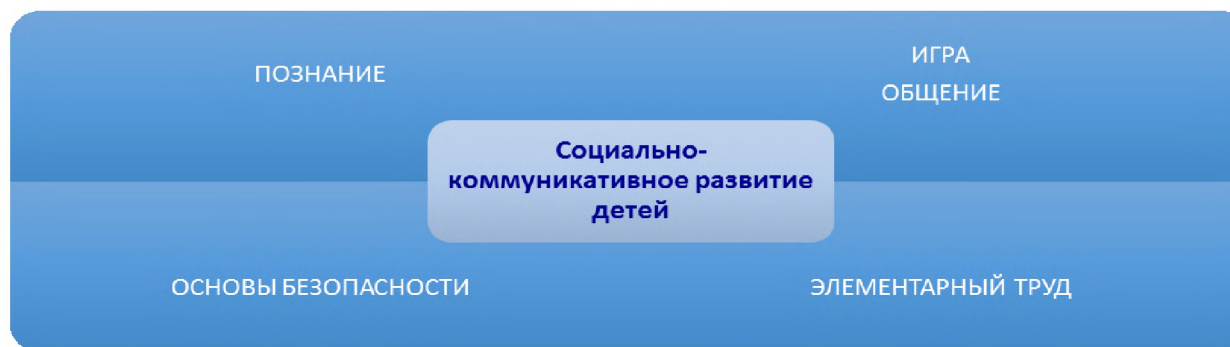 ПОЗНАНИЕ
ИГРА
ОБЩЕНИЕ
Социально-
коммуникативное развитие
детей
ОСНОВЫ БЕЗОПАСНОСТИ
ЭЛЕМЕНТАРНЫЙ ТРУД